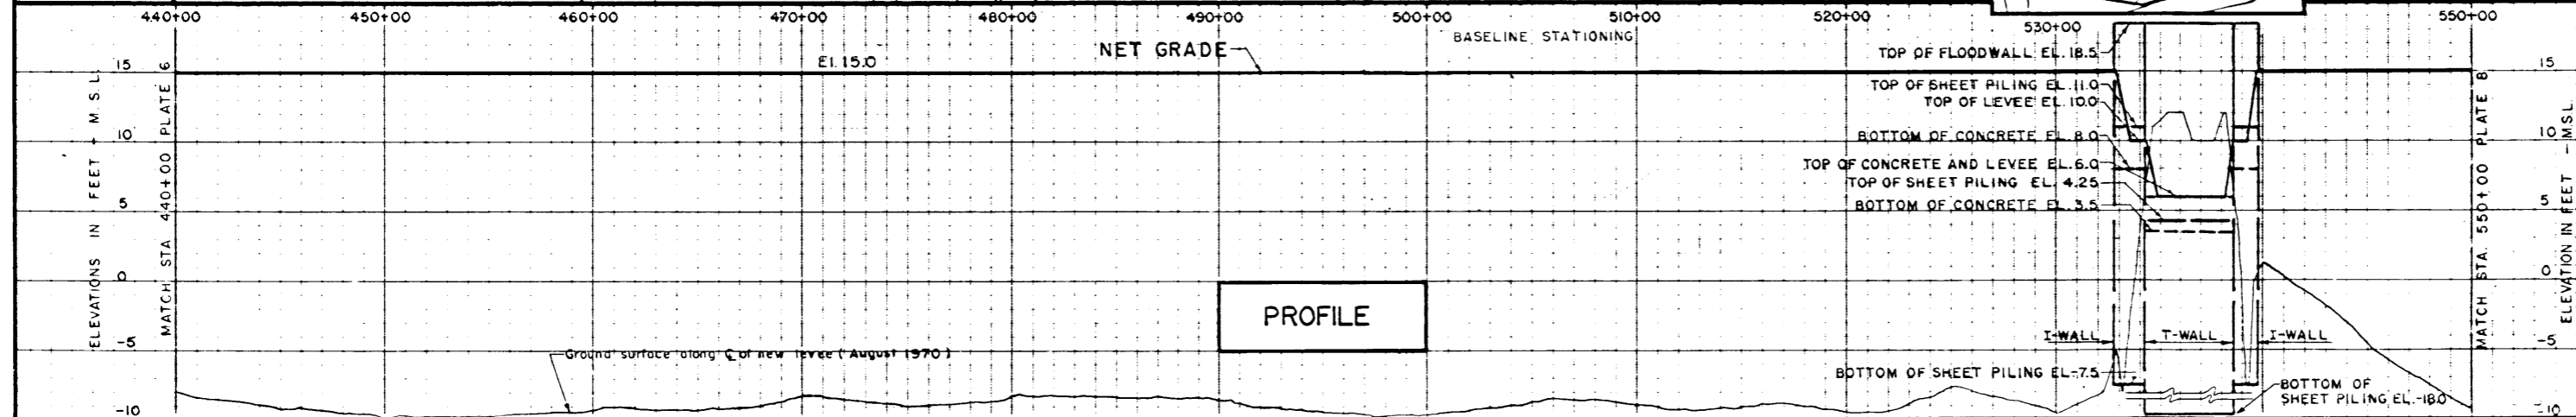 440+00 450+00 460+00 470+00 480+00 490+00 500+00 510+00 520+00 530+00 550+00
BASELINE STATIONING
NET GRADE
El. 15.0
TOP OF FLOODWALL EL. 18.5
TOP OF SHEET PILING EL. 11.0
TOP OF LEVEE EL. 10.0
BOTTOM OF CONCRETE EL. 8.0
TOP OF CONCRETE AND LEVEE EL. 6.0
TOP OF SHEET PILING EL. 4.25
BOTTOM OF CONCRETE EL. 3.5
I-WALL T-WALL I-WALL
BOTTOM OF SHEET PILING EL.-7.5
BOTTOM OF
SHEET PILING EL.-18.0
PROFILE
Ground surface along ℄ of new levee (August 1970)
ELEVATIONS IN FEET - M.S.L.
15
10
5
0
-5
-10
MATCH STA 440+00 PLATE 6
MATCH STA. 550+00 PLATE 8
15
10
5
0
-5
-10
ELEVATION IN FEET - MSL